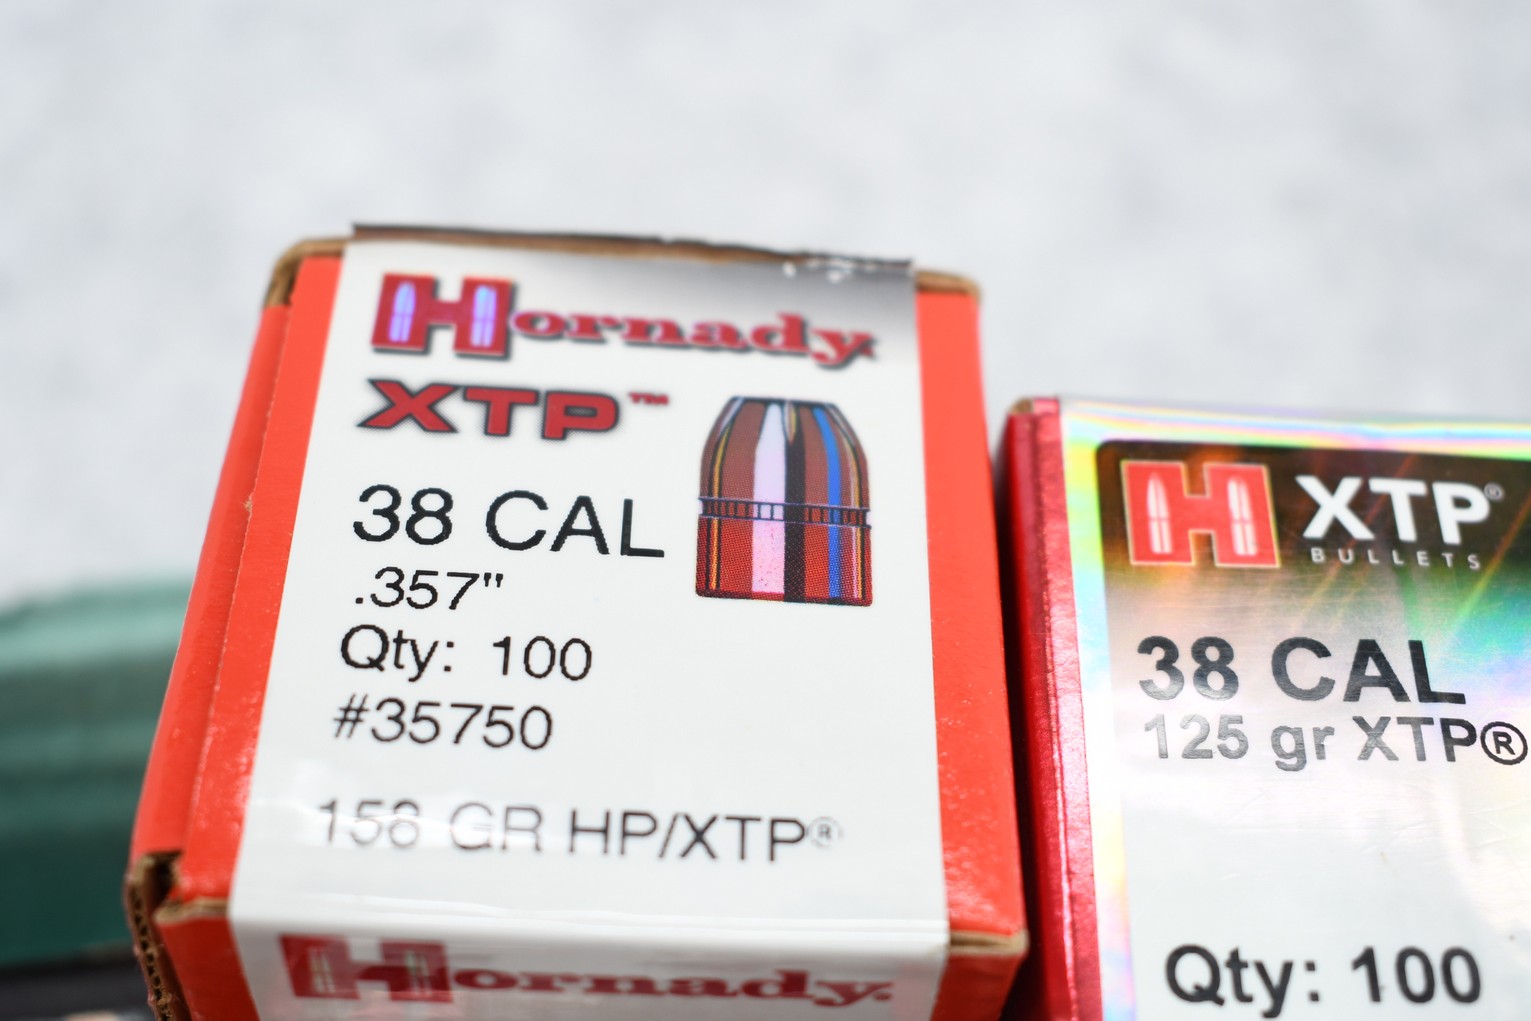 Hornady
XTP™
38 CAL
.357"
Qty: 100
#35750
158 GR HP/XTP®
Hornady.
H XTP®
BULLETS
38 CAL
125 gr XTP®
Qty: 100